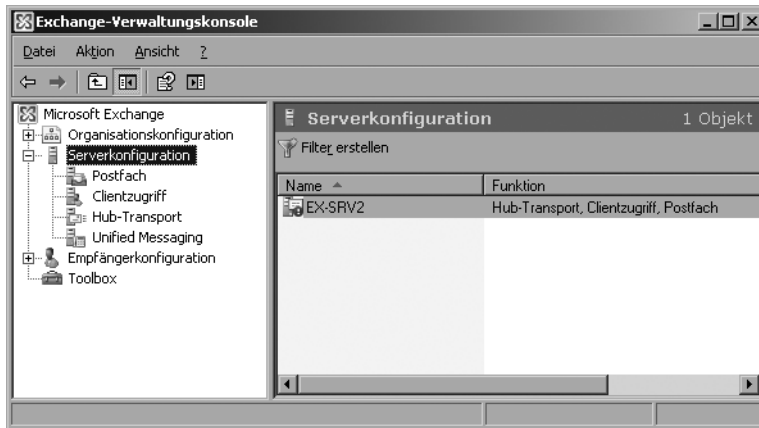 Exchange-Verwaltungskonsole
Datei Aktion Ansicht ?
Microsoft Exchange
Organisationskonfiguration
Serverkonfiguration
Postfach
Clientzugriff
Hub-Transport
Unified Messaging
Empfängerkonfiguration
Toolbox
Serverkonfiguration 1 Objekt
Filter erstellen
Name Funktion
EX-SRV2 Hub-Transport, Clientzugriff, Postfach